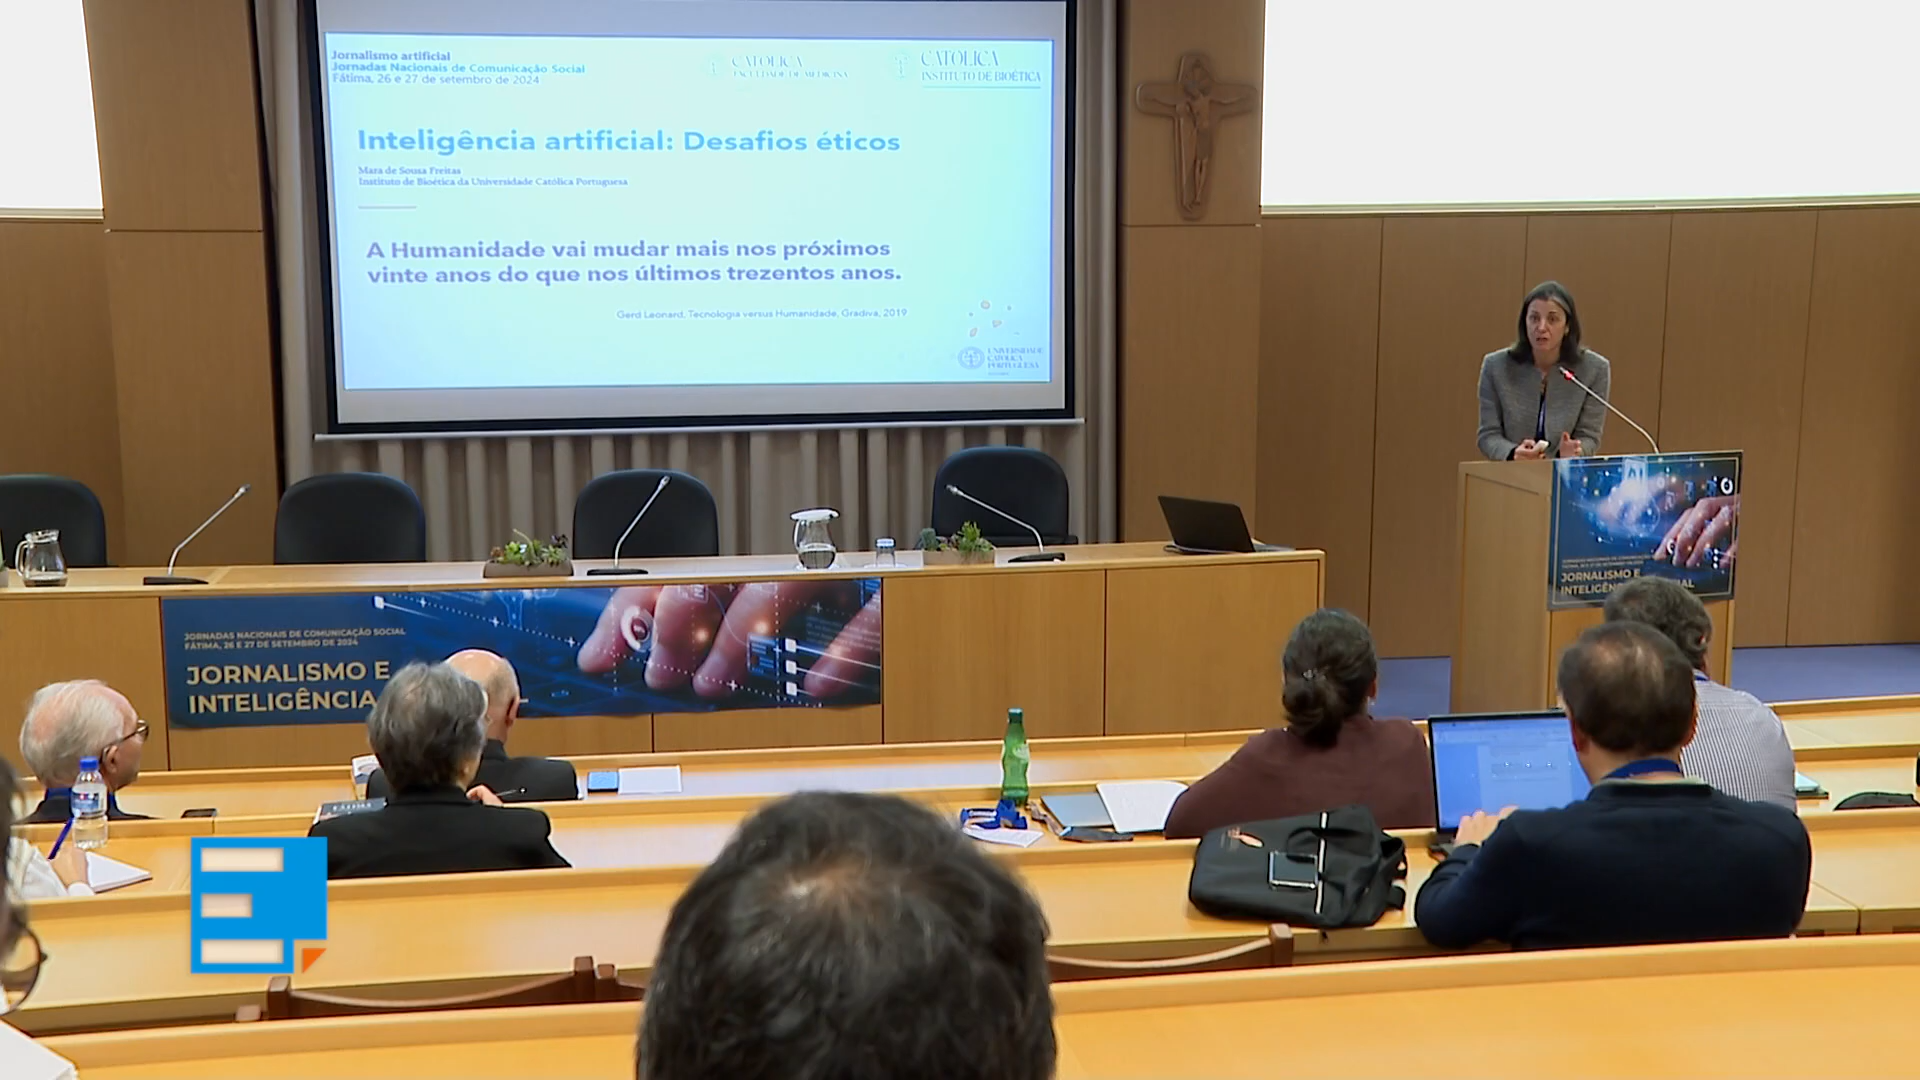 Jornalismo artificial
Jornadas Nacionais de Comunicação Social
Fátima, 26 e 27 de setembro de 2024
CATÓLICA
FACULDADE DE MEDICINA
CATÓLICA
INSTITUTO DE BIOÉTICA
Inteligência artificial: Desafios éticos
Mara de Sousa Freitas
Instituto de Bioética da Universidade Católica Portuguesa
A Humanidade vai mudar mais nos próximos
vinte anos do que nos últimos trezentos anos.
Gerd Leonard, Tecnologia versus Humanidade, Gradiva, 2019
UNIVERSIDADE
CATÓLICA
PORTUGUESA
JORNADAS NACIONAIS DE COMUNICAÇÃO SOCIAL
FÁTIMA, 26 E 27 DE SETEMBRO DE 2024
JORNALISMO E
INTELIGÊNCIA
JORNALISMO E
INTELIGÊNC IAL
E